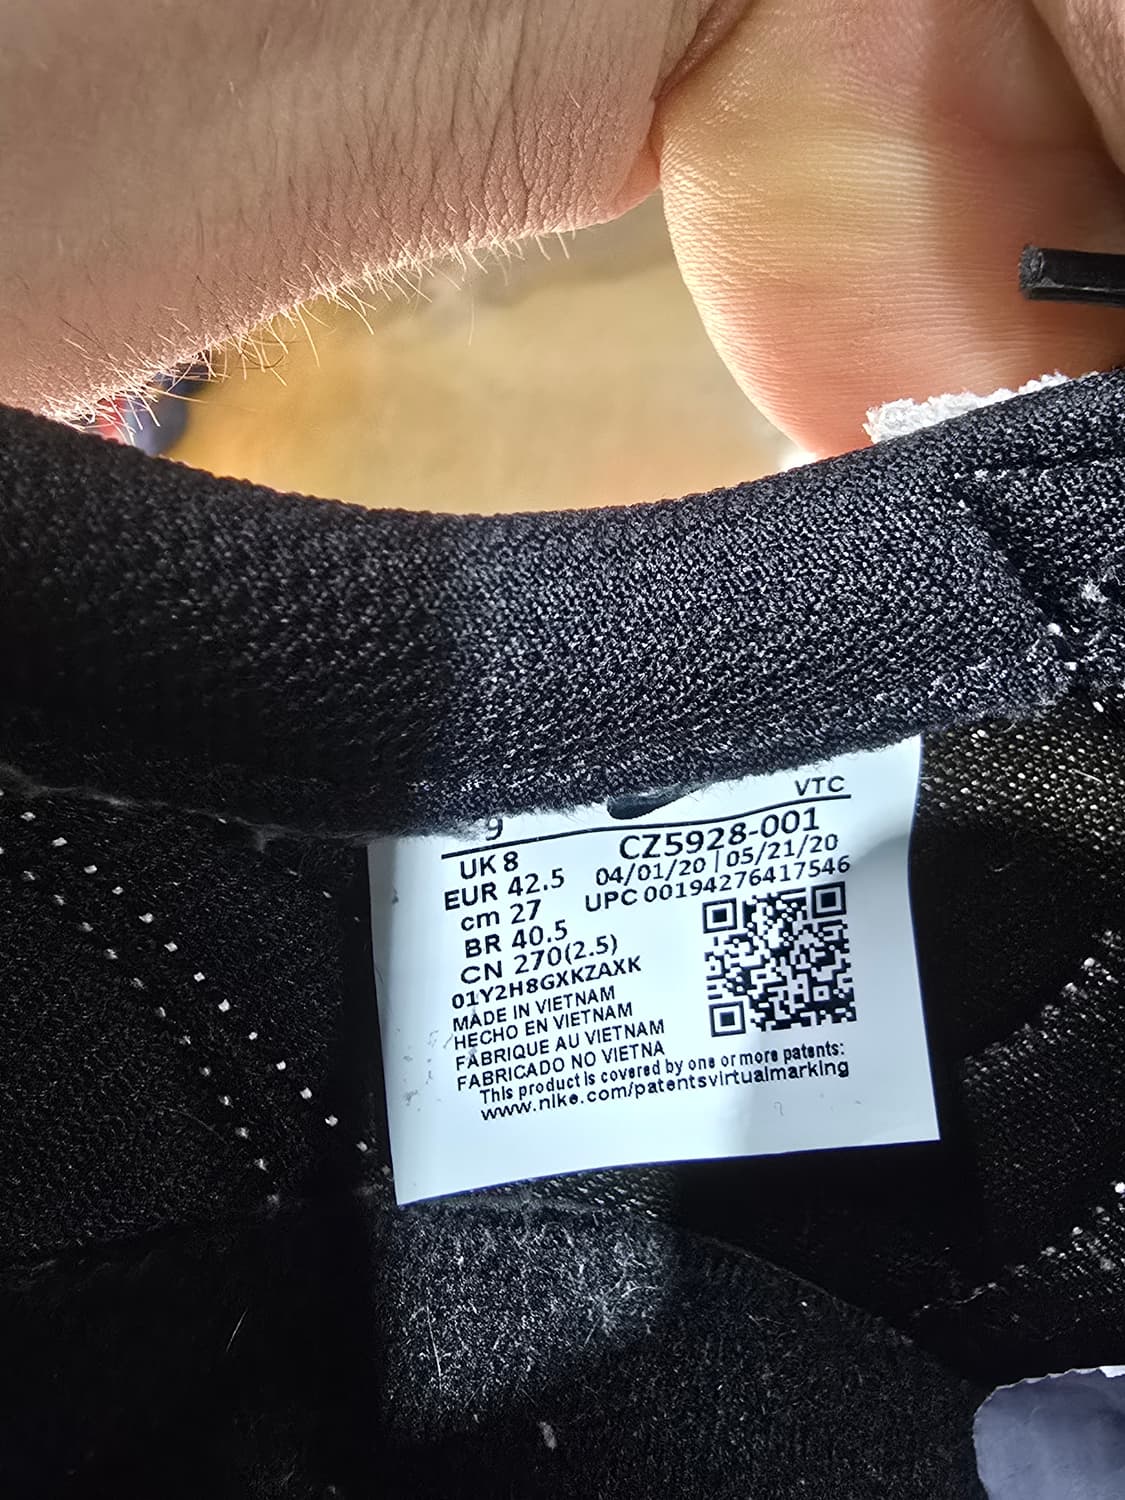 VTC
9
UK 8
CZ5928-001
EUR 42.5
04/01/20 | 05/21/20
cm 27
UPC 00194276417546
BR 40.5
CN 270(2.5)
01Y2H8GXKZAXK
MADE IN VIETNAM
HECHO EN VIETNAM
FABRIQUE AU VIETNAM
FABRICADO NO VIETNA
This product is covered by one or more patents:
www.nike.com/patentsvirtualmarking